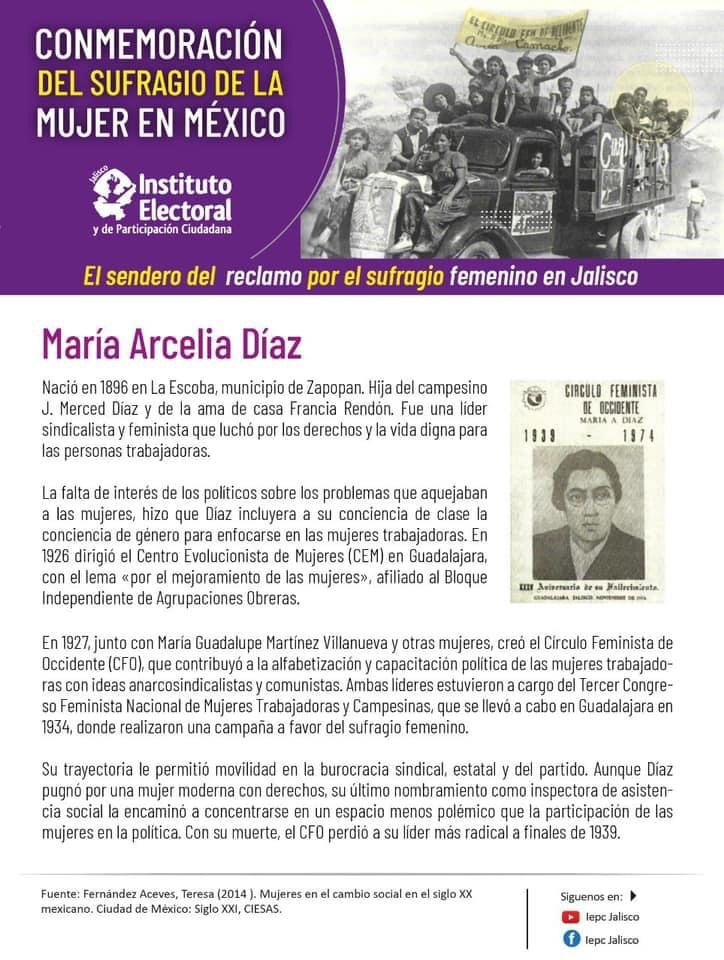 CONMEMORACIÓN
DEL SUFRAGIO DE LA
MUJER EN MÉXICO
Jalisco
Instituto
Electoral
y de Participación Ciudadana
EL CIRCULO FEM DE OCCIDENTE
Camacho.
El sendero del reclamo por el sufragio femenino en Jalisco
María Arcelia Díaz
Nació en 1896 en La Escoba, municipio de Zapopan. Hija del campesino
J. Merced Díaz y de la ama de casa Francia Rendón. Fue una líder
sindicalista y feminista que luchó por los derechos y la vida digna para
las personas trabajadoras.
La falta de interés de los políticos sobre los problemas que aquejaban
a las mujeres, hizo que Díaz incluyera a su conciencia de clase la
conciencia de género para enfocarse en las mujeres trabajadoras. En
1926 dirigió el Centro Evolucionista de Mujeres (CEM) en Guadalajara,
con el lema «por el mejoramiento de las mujeres», afiliado al Bloque
Independiente de Agrupaciones Obreras.
CIRCULO FEMINISTA
DE OCCIDENTE
MARIA A. DIAZ
1939 - 1974
XXXV Aniversario de su Fallecimiento.
GUADALAJARA, JALISCO, NOVIEMBRE DE 1974
En 1927, junto con María Guadalupe Martínez Villanueva y otras mujeres, creó el Círculo Feminista de
Occidente (CFO), que contribuyó a la alfabetización y capacitación política de las mujeres trabajado-
ras con ideas anarcosindicalistas y comunistas. Ambas líderes estuvieron a cargo del Tercer Congre-
so Feminista Nacional de Mujeres Trabajadoras y Campesinas, que se llevó a cabo en Guadalajara en
1934, donde realizaron una campaña a favor del sufragio femenino.
Su trayectoria le permitió movilidad en la burocracia sindical, estatal y del partido. Aunque Díaz
pugnó por una mujer moderna con derechos, su último nombramiento como inspectora de asisten-
cia social la encaminó a concentrarse en un espacio menos polémico que la participación de las
mujeres en la política. Con su muerte, el CFO perdió a su líder más radical a finales de 1939.
Fuente: Fernández Aceves, Teresa (2014 ). Mujeres en el cambio social en el siglo XX
mexicano. Ciudad de México: Siglo XXI, CIESAS.
Siguenos en:
Iepc Jalisco
Iepc Jalisco